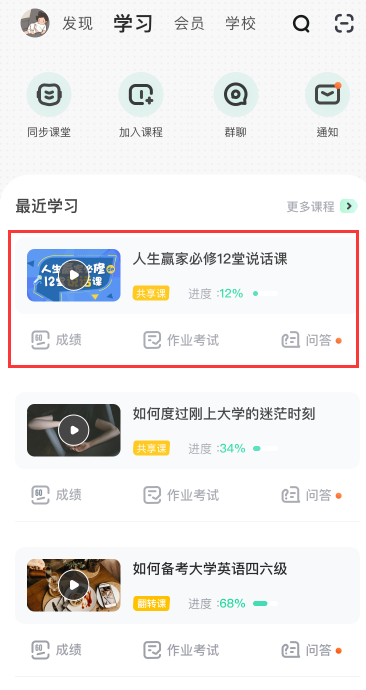 发现 学习 会员 学校
同步课堂 加入课程 群聊 通知
最近学习 更多课程
人生赢家必修12堂说话课
共享课 进度 :12%
60 成绩 作业考试 问答
如何度过刚上大学的迷茫时刻
共享课 进度 :34%
60 成绩 作业考试 问答
如何备考大学英语四六级
翻转课 进度 :68%
60 成绩 作业考试 问答